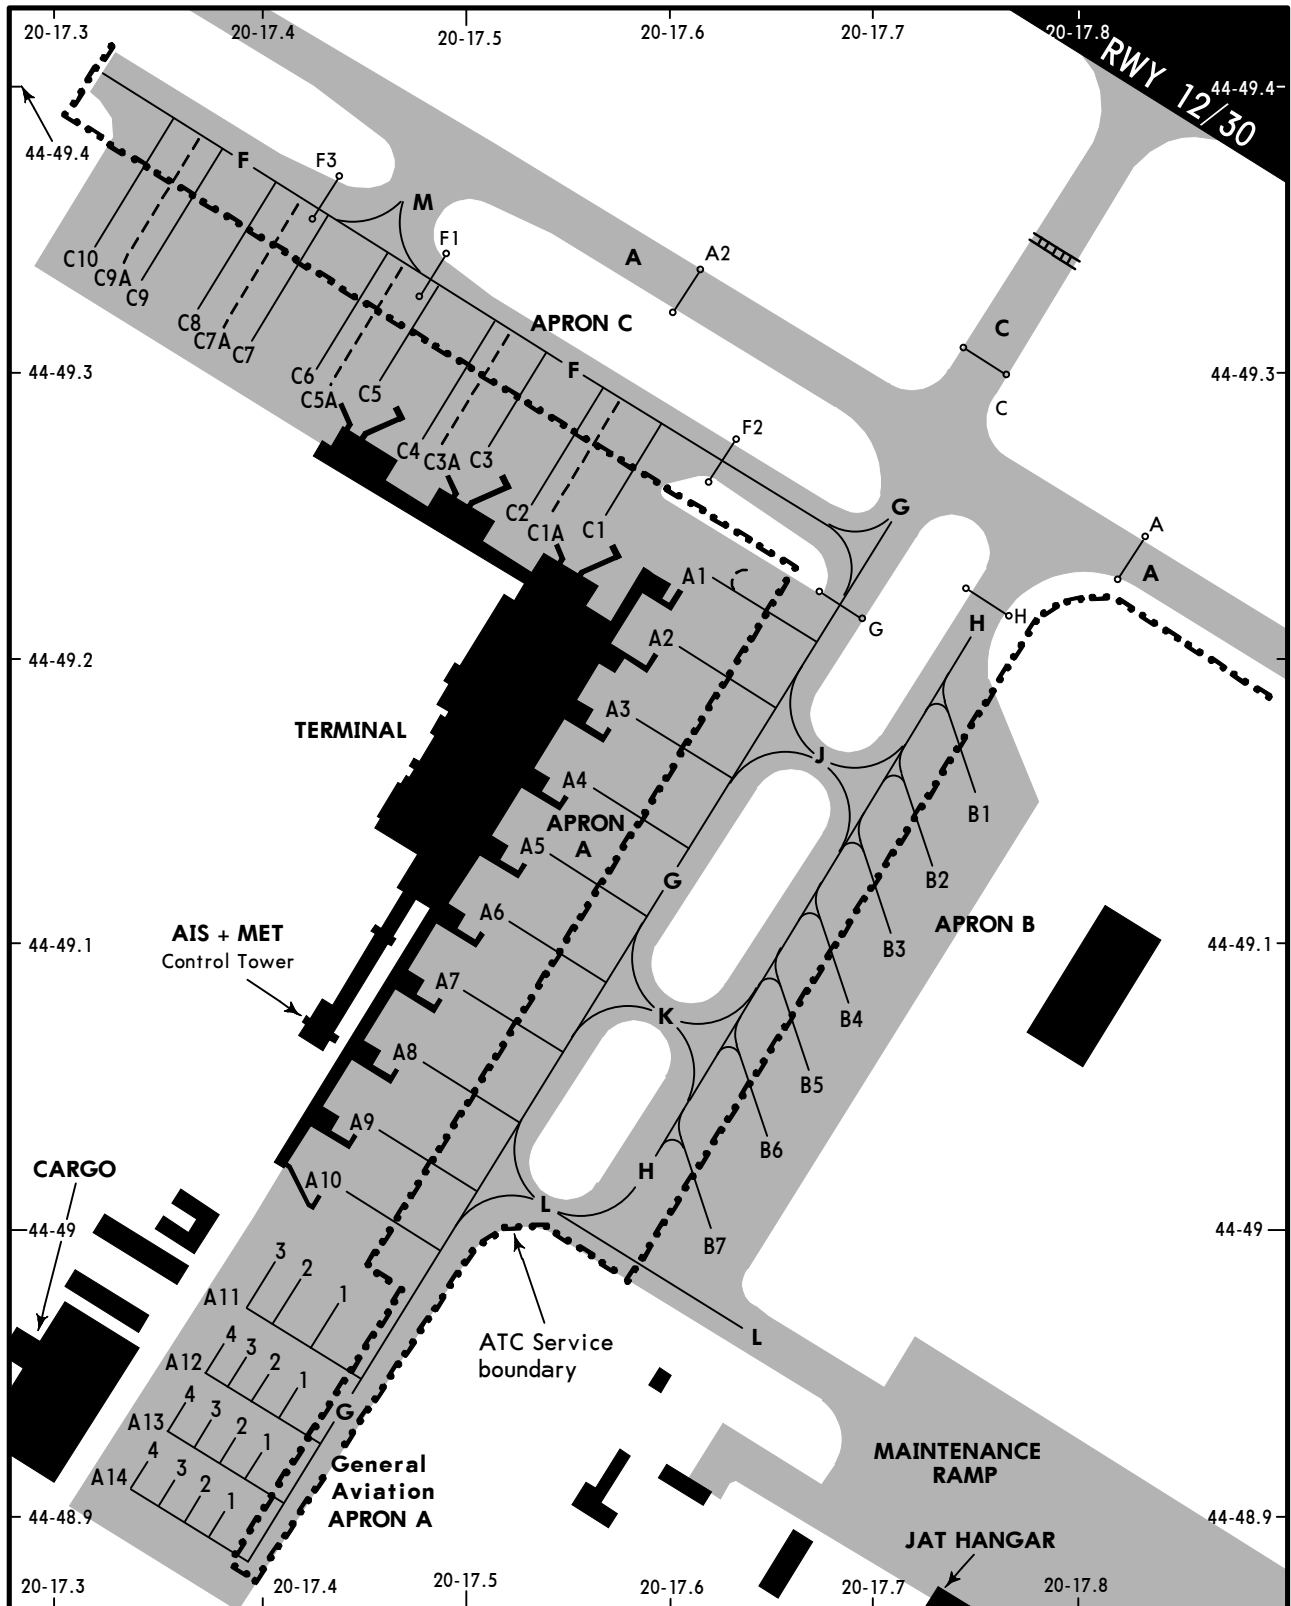 20-17.3
20-17.4
20-17.5
20-17.6
20-17.7
20-17.8
RWY 12/30
44-49.4
44-49.4
F
F3
M
F1
A
A2
C
C
C10
C9A
C9
C8
C7A
C7
C6
C5A
C5
APRON C
F
44-49.3
44-49.3
F2
C4
C3A
C3
C2
C1A
C1
G
A
A
A1
G
H
H
A2
44-49.2
44-49.2
A3
TERMINAL
J
A4
APRON
A
B1
A5
G
B2
A6
APRON B
AIS + MET
Control Tower
B3
44-49.1
44-49.1
A7
K
B4
A8
B5
A9
B6
CARGO
A10
H
L
44-49
44-49
B7
3
2
1
A11
ATC Service
boundary
L
4
3
2
1
A12
4
3
2
1
A13
G
4
3
2
1
A14
General
Aviation
APRON A
MAINTENANCE
RAMP
44-48.9
44-48.9
JAT HANGAR
20-17.3
20-17.4
20-17.5
20-17.6
20-17.7
20-17.8